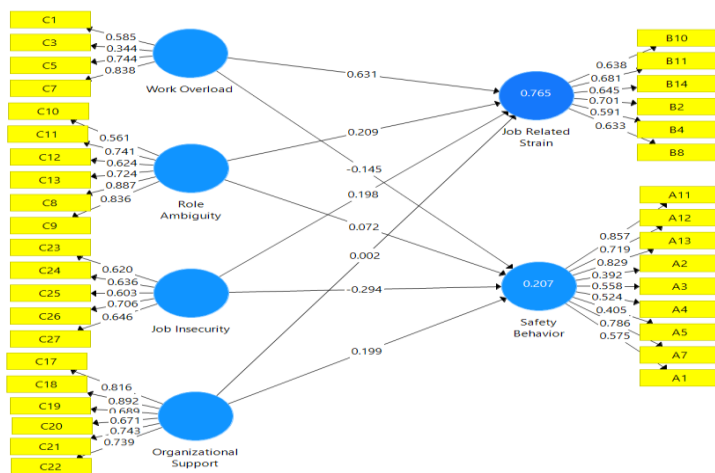 C1
C3
C5
C7
0.585
0.344
0.744
0.838
Work Overload
C10
C11
C12
C13
C8
C9
0.561
0.741
0.624
0.724
0.887
0.836
Role
Ambiguity
C23
C24
C25
C26
C27
0.620
0.636
0.603
0.706
0.646
Job Insecurity
C17
C18
C19
C20
C21
C22
0.816
0.892
0.689
0.671
0.743
0.739
Organizational
Support
0.631
0.209
-0.145
0.198
0.072
0.002
-0.294
0.199
0.765
Job Related
Strain
0.638
0.681
0.645
0.701
0.591
0.633
B10
B11
B14
B2
B4
B8
0.207
Safety
Behavior
0.857
0.719
0.829
0.392
0.558
0.524
0.405
0.786
0.575
A11
A12
A13
A2
A3
A4
A5
A7
A1